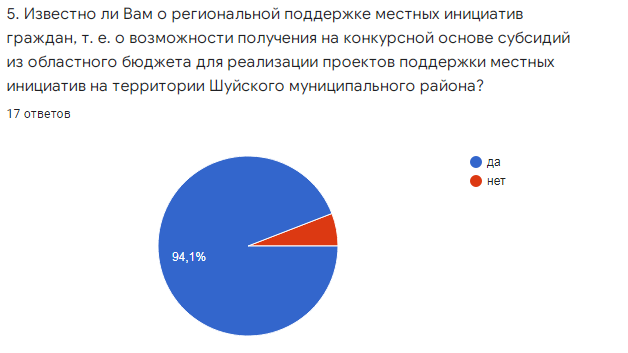 5. Известно ли Вам о региональной поддержке местных инициатив
граждан, т. е. о возможности получения на конкурсной основе субсидий
из областного бюджета для реализации проектов поддержки местных
инициатив на территории Шуйского муниципального района?
17 ответов
да
нет
94,1%